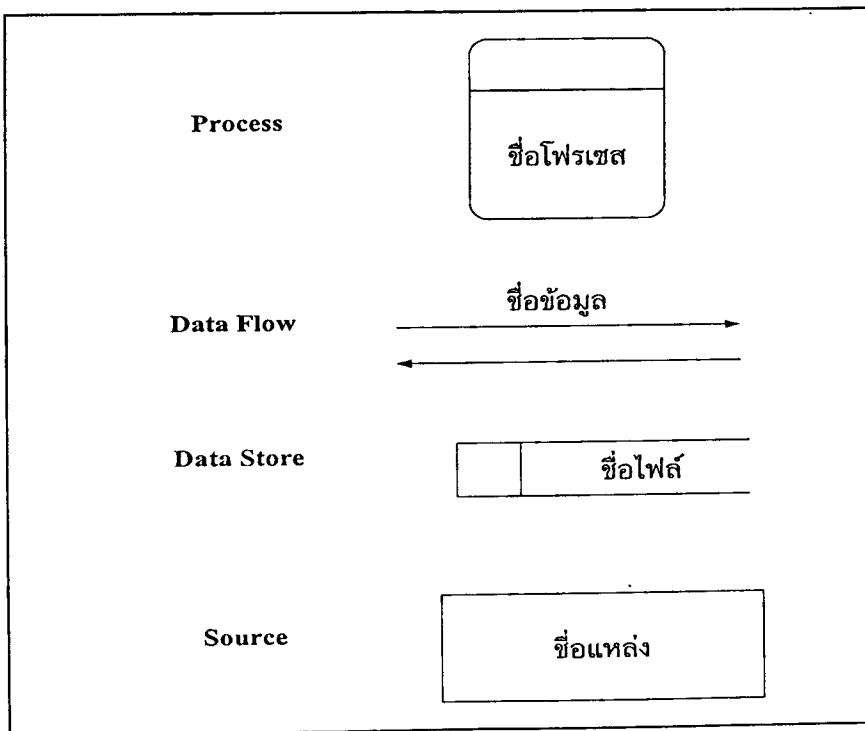 Process
ชื่อโฟรเซส
Data Flow
ชื่อข้อมูล
Data Store
ชื่อไฟล์
Source
ชื่อแหล่ง